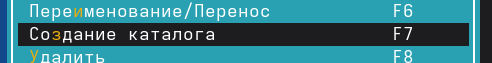 Переименование/Перенос F6
Создание каталога F7
Удалить F8